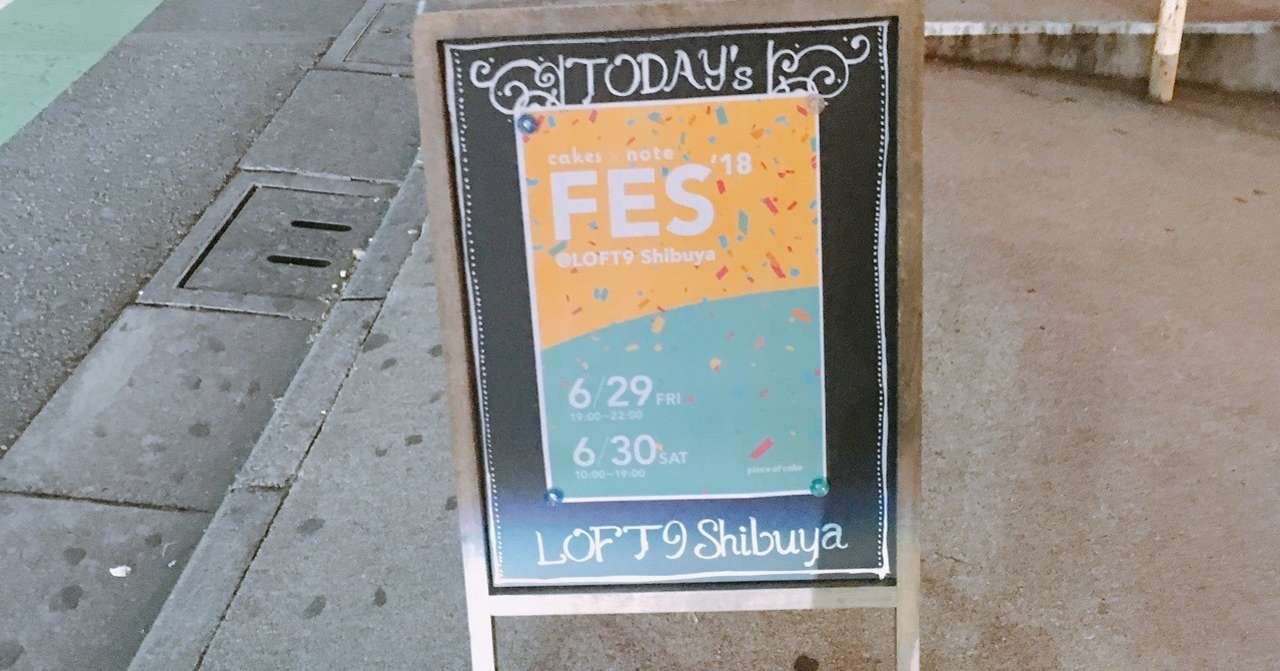 TODAY's
cakes × note
FES '18
@LOFT9 Shibuya
6/29 FRI
19:00~22:00
6/30 SAT
10:00~19:00
piece of cake
LOFT9 Shibuya